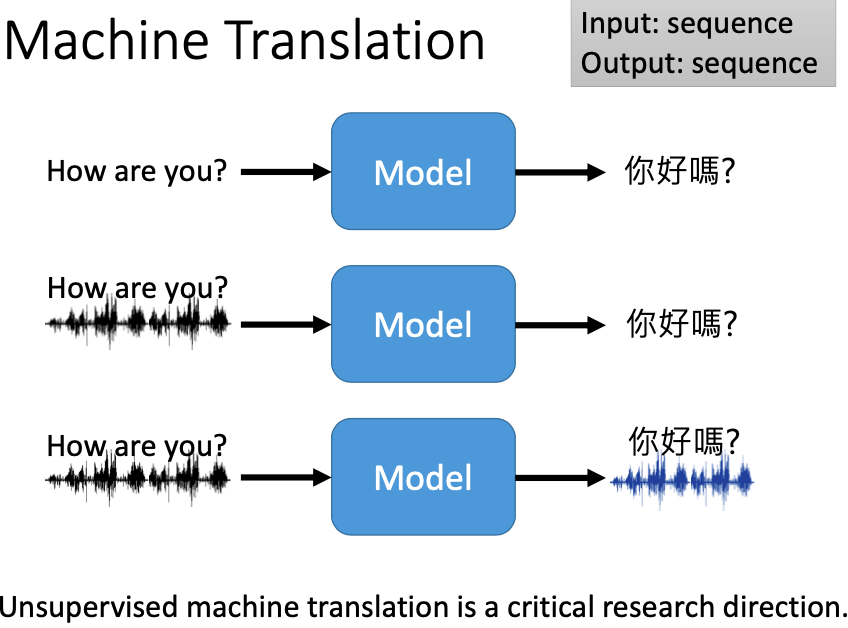 Machine Translation
Input: sequence
Output: sequence
How are you?
Model
你好嗎?
How are you?
Model
你好嗎?
How are you?
Model
你好嗎?
Unsupervised machine translation is a critical research direction.